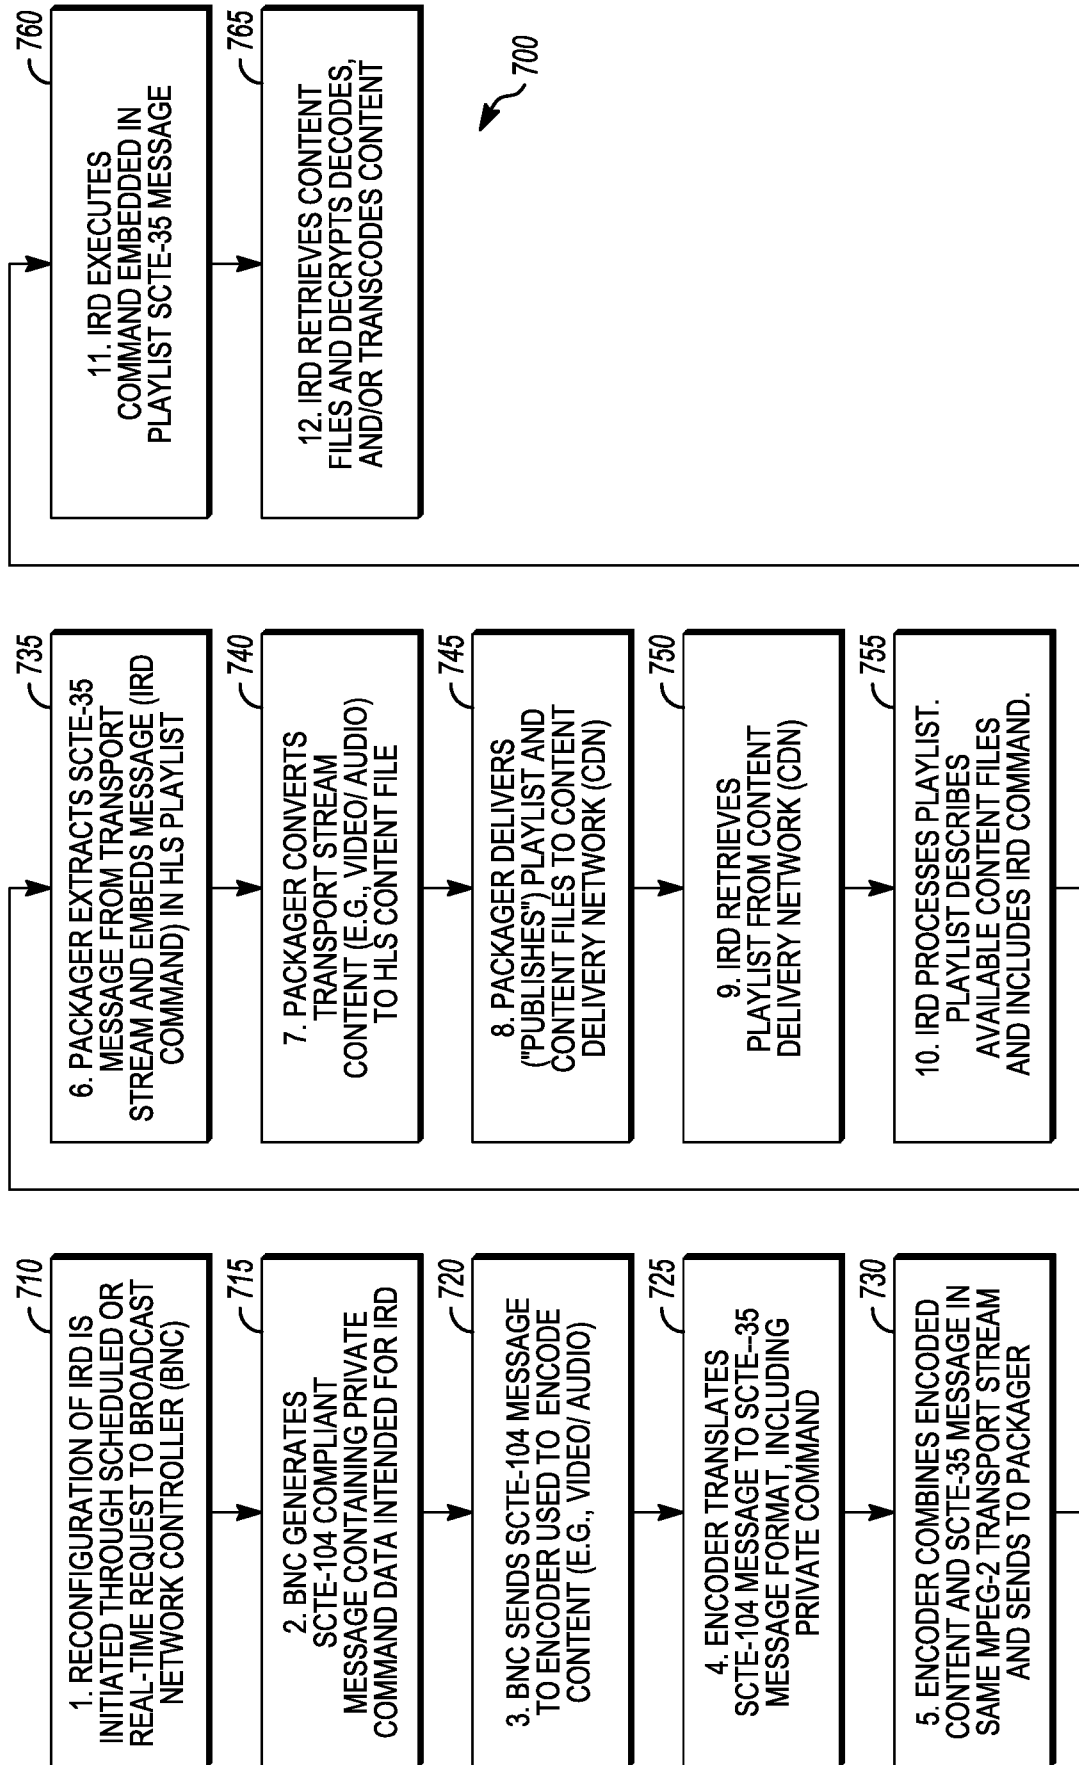 710
1. RECONFIGURATION OF IRD IS
INITIATED THROUGH SCHEDULED OR
REAL-TIME REQUEST TO BROADCAST
NETWORK CONTROLLER (BNC)
715
2. BNC GENERATES
SCTE-104 COMPLIANT
MESSAGE CONTAINING PRIVATE
COMMAND DATA INTENDED FOR IRD
720
3. BNC SENDS SCTE-104 MESSAGE
TO ENCODER USED TO ENCODE
CONTENT (E.G., VIDEO/ AUDIO)
725
4. ENCODER TRANSLATES
SCTE-104 MESSAGE TO SCTE--35
MESSAGE FORMAT, INCLUDING
PRIVATE COMMAND
730
5. ENCODER COMBINES ENCODED
CONTENT AND SCTE-35 MESSAGE IN
SAME MPEG-2 TRANSPORT STREAM
AND SENDS TO PACKAGER
735
6. PACKAGER EXTRACTS SCTE-35
MESSAGE FROM TRANSPORT
STREAM AND EMBEDS MESSAGE (IRD
COMMAND) IN HLS PLAYLIST
740
7. PACKAGER CONVERTS
TRANSPORT STREAM
CONTENT (E.G., VIDEO/ AUDIO)
TO HLS CONTENT FILE
745
8. PACKAGER DELIVERS
("PUBLISHES") PLAYLIST AND
CONTENT FILES TO CONTENT
DELIVERY NETWORK (CDN)
750
9. IRD RETRIEVES
PLAYLIST FROM CONTENT
DELIVERY NETWORK (CDN)
755
10. IRD PROCESSES PLAYLIST.
PLAYLIST DESCRIBES
AVAILABLE CONTENT FILES
AND INCLUDES IRD COMMAND.
760
11. IRD EXECUTES
COMMAND EMBEDDED IN
PLAYLIST SCTE-35 MESSAGE
765
12. IRD RETRIEVES CONTENT
FILES AND DECRYPTS DECODES,
AND/OR TRANSCODES CONTENT
700